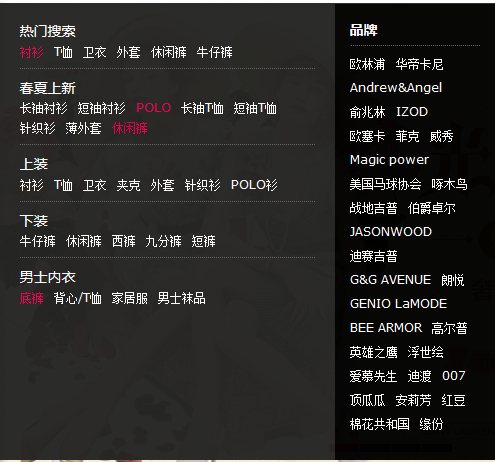 热门搜索
衬衫 T恤 卫衣 外套 休闲裤 牛仔裤
春夏上新
长袖衬衫 短袖衬衫 POLO 长袖T恤 短袖T恤
针织衫 薄外套 休闲裤
上装
衬衫 T恤 卫衣 夹克 外套 针织衫 POLO衫
下装
牛仔裤 休闲裤 西裤 九分裤 短裤
男士内衣
底裤 背心/T恤 家居服 男士袜品
品牌
欧林浦 华帝卡尼
Andrew&Angel
俞兆林 IZOD
欧塞卡 菲克 威秀
Magic power
美国马球协会 啄木鸟
战地吉普 伯爵卓尔
JASONWOOD
迪赛吉普
G&G AVENUE 朗悦
GENIO LaMODE
BEE ARMOR 高尔普
英雄之鹰 浮世绘
爱慕先生 迪渡 007
顶瓜瓜 安莉芳 红豆
棉花共和国 缘份